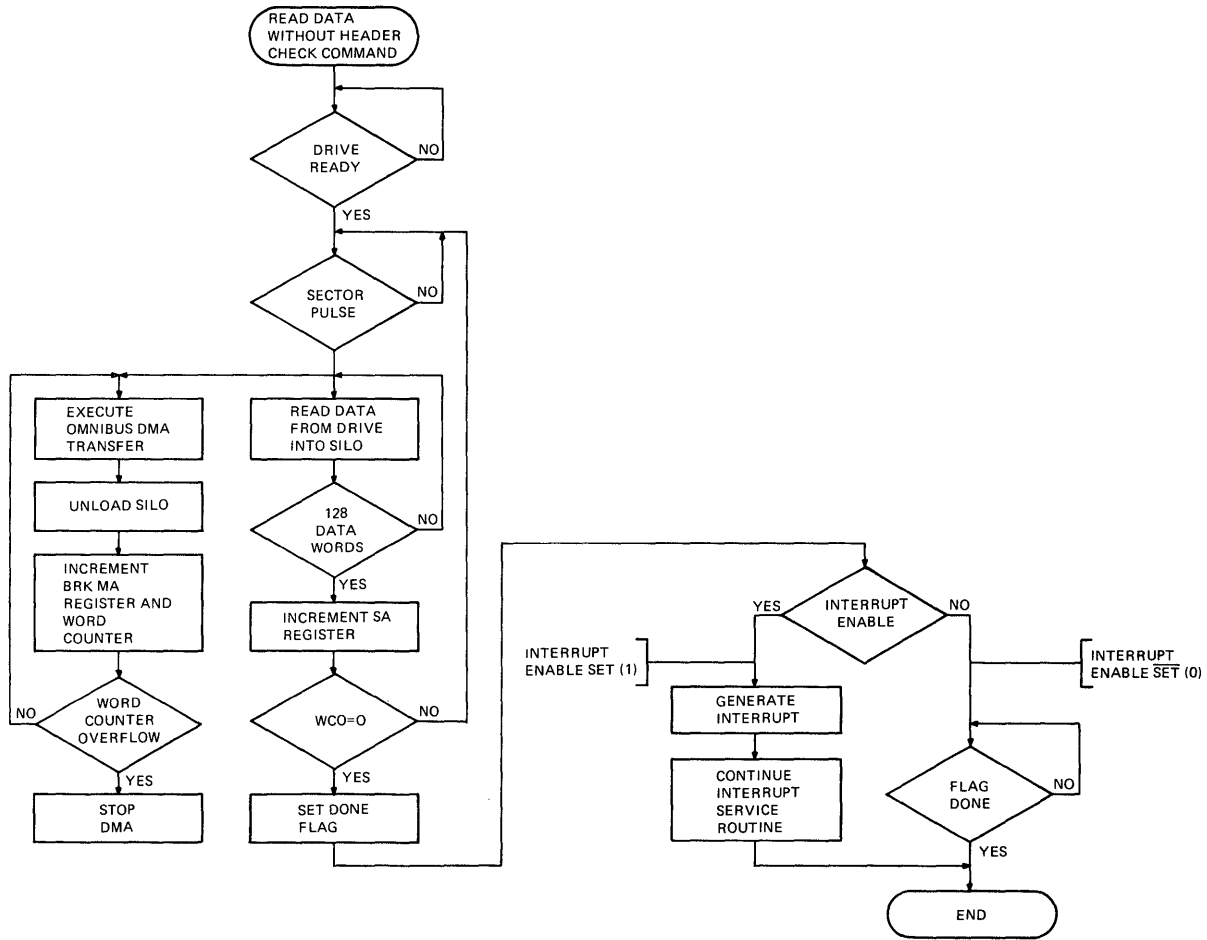 READ DATA
WITHOUT HEADER
CHECK COMMAND
DRIVE
READY
NO
YES
SECTOR
PULSE
NO
EXECUTE
OMNIBUS DMA
TRANSFER
UNLOAD SILO
INCREMENT
BRK MA
REGISTER AND
WORD
COUNTER
WORD
COUNTER
OVERFLOW
NO
YES
STOP
DMA
READ DATA
FROM DRIVE
INTO SILO
128
DATA
WORDS
NO
YES
INCREMENT SA
REGISTER
WCO=O
NO
YES
SET DONE
FLAG
INTERRUPT
ENABLE
YES
NO
INTERRUPT
ENABLE SET (1)
INTERRUPT
ENABLE S̅E̅T̅ (0)
GENERATE
INTERRUPT
CONTINUE
INTERRUPT
SERVICE
ROUTINE
FLAG
DONE
NO
YES
END